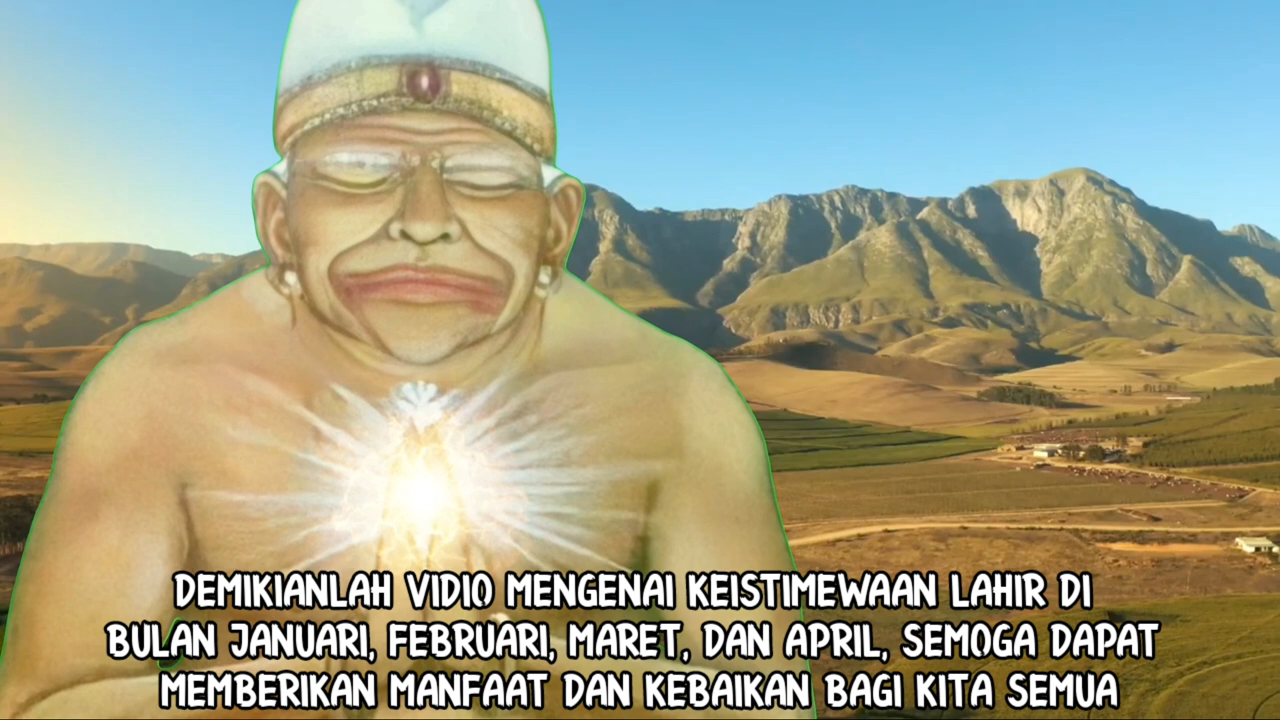 DEMIKIANLAH VIDIO MENGENAI KEISTIMEWAAN LAHIR DI
BULAN JANUARI, FEBRUARI, MARET, DAN APRIL, SEMOGA DAPAT
MEMBERIKAN MANFAAT DAN KEBAIKAN BAGI KITA SEMUA